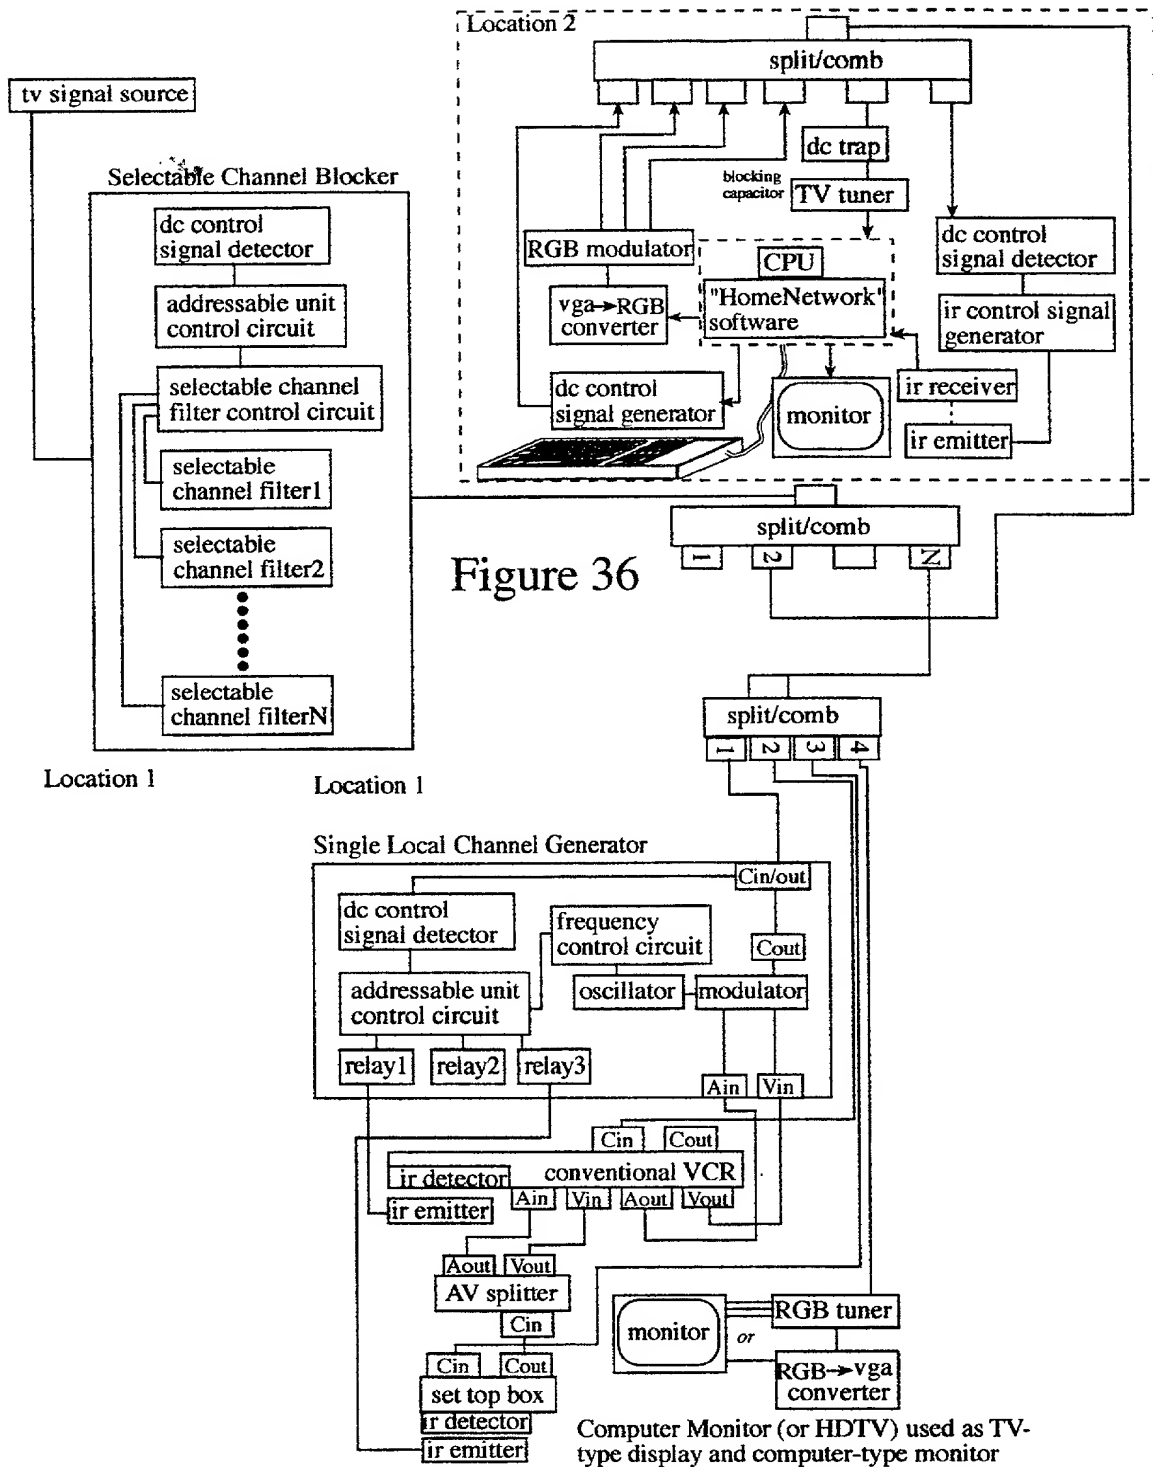 Location 2
split/comb
tv signal source
dc trap
blocking
capacitor
TV tuner
Selectable Channel Blocker
dc control
signal detector
addressable unit
control circuit
selectable channel
filter control circuit
selectable
channel filter1
selectable
channel filter2
selectable
channel filterN
Location 1
RGB modulator
CPU
"HomeNetwork"
software
vga→RGB
converter
dc control
signal detector
ir control signal
generator
dc control
signal generator
monitor
ir receiver
ir emitter
split/comb
1
2
N
Figure 36
split/comb
1
2
3
4
Location 1
Single Local Channel Generator
Cin/out
dc control
signal detector
frequency
control circuit
Cout
addressable unit
control circuit
oscillator
modulator
relay1
relay2
relay3
Ain
Vin
Cin
Cout
conventional VCR
ir detector
ir emitter
Ain
Vin
Aout
Vout
Aout
Vout
AV splitter
Cin
Cin
Cout
set top box
ir detector
ir emitter
monitor
or
RGB tuner
RGB→vga
converter
Computer Monitor (or HDTV) used as TV-
type display and computer-type monitor